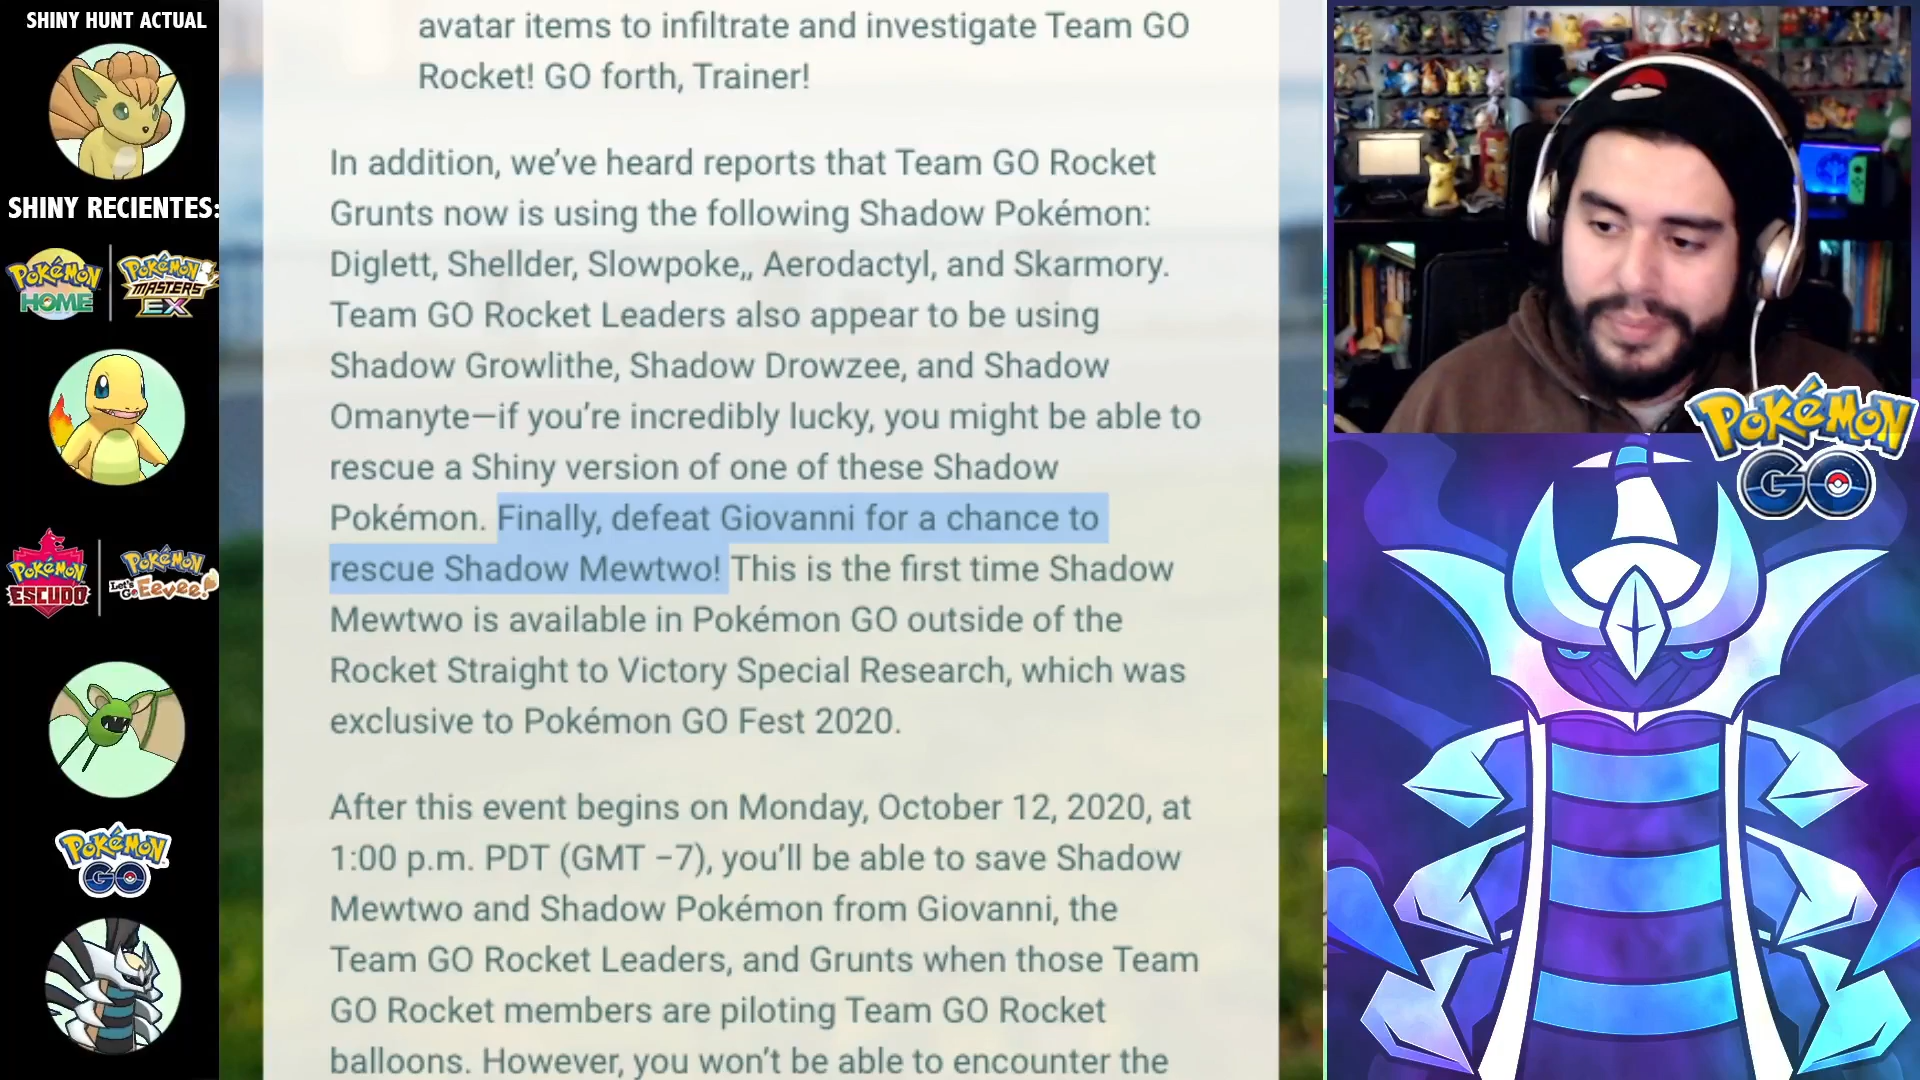 SHINY HUNT ACTUAL
SHINY RECIENTES:
POKéMON
HOME
POKéMON
MASTERS
EX
POKéMON
ESCUDO
POKéMON
Let's Go
Eevee!
POKéMON
GO
avatar items to infiltrate and investigate Team GO
Rocket! GO forth, Trainer!
In addition, we’ve heard reports that Team GO Rocket
Grunts now is using the following Shadow Pokémon:
Diglett, Shellder, Slowpoke,, Aerodactyl, and Skarmory.
Team GO Rocket Leaders also appear to be using
Shadow Growlithe, Shadow Drowzee, and Shadow
Omanyte—if you’re incredibly lucky, you might be able to
rescue a Shiny version of one of these Shadow
Pokémon. Finally, defeat Giovanni for a chance to
rescue Shadow Mewtwo! This is the first time Shadow
Mewtwo is available in Pokémon GO outside of the
Rocket Straight to Victory Special Research, which was
exclusive to Pokémon GO Fest 2020.
After this event begins on Monday, October 12, 2020, at
1:00 p.m. PDT (GMT −7), you’ll be able to save Shadow
Mewtwo and Shadow Pokémon from Giovanni, the
Team GO Rocket Leaders, and Grunts when those Team
GO Rocket members are piloting Team GO Rocket
balloons. However, you won’t be able to encounter the
POKéMON
GO